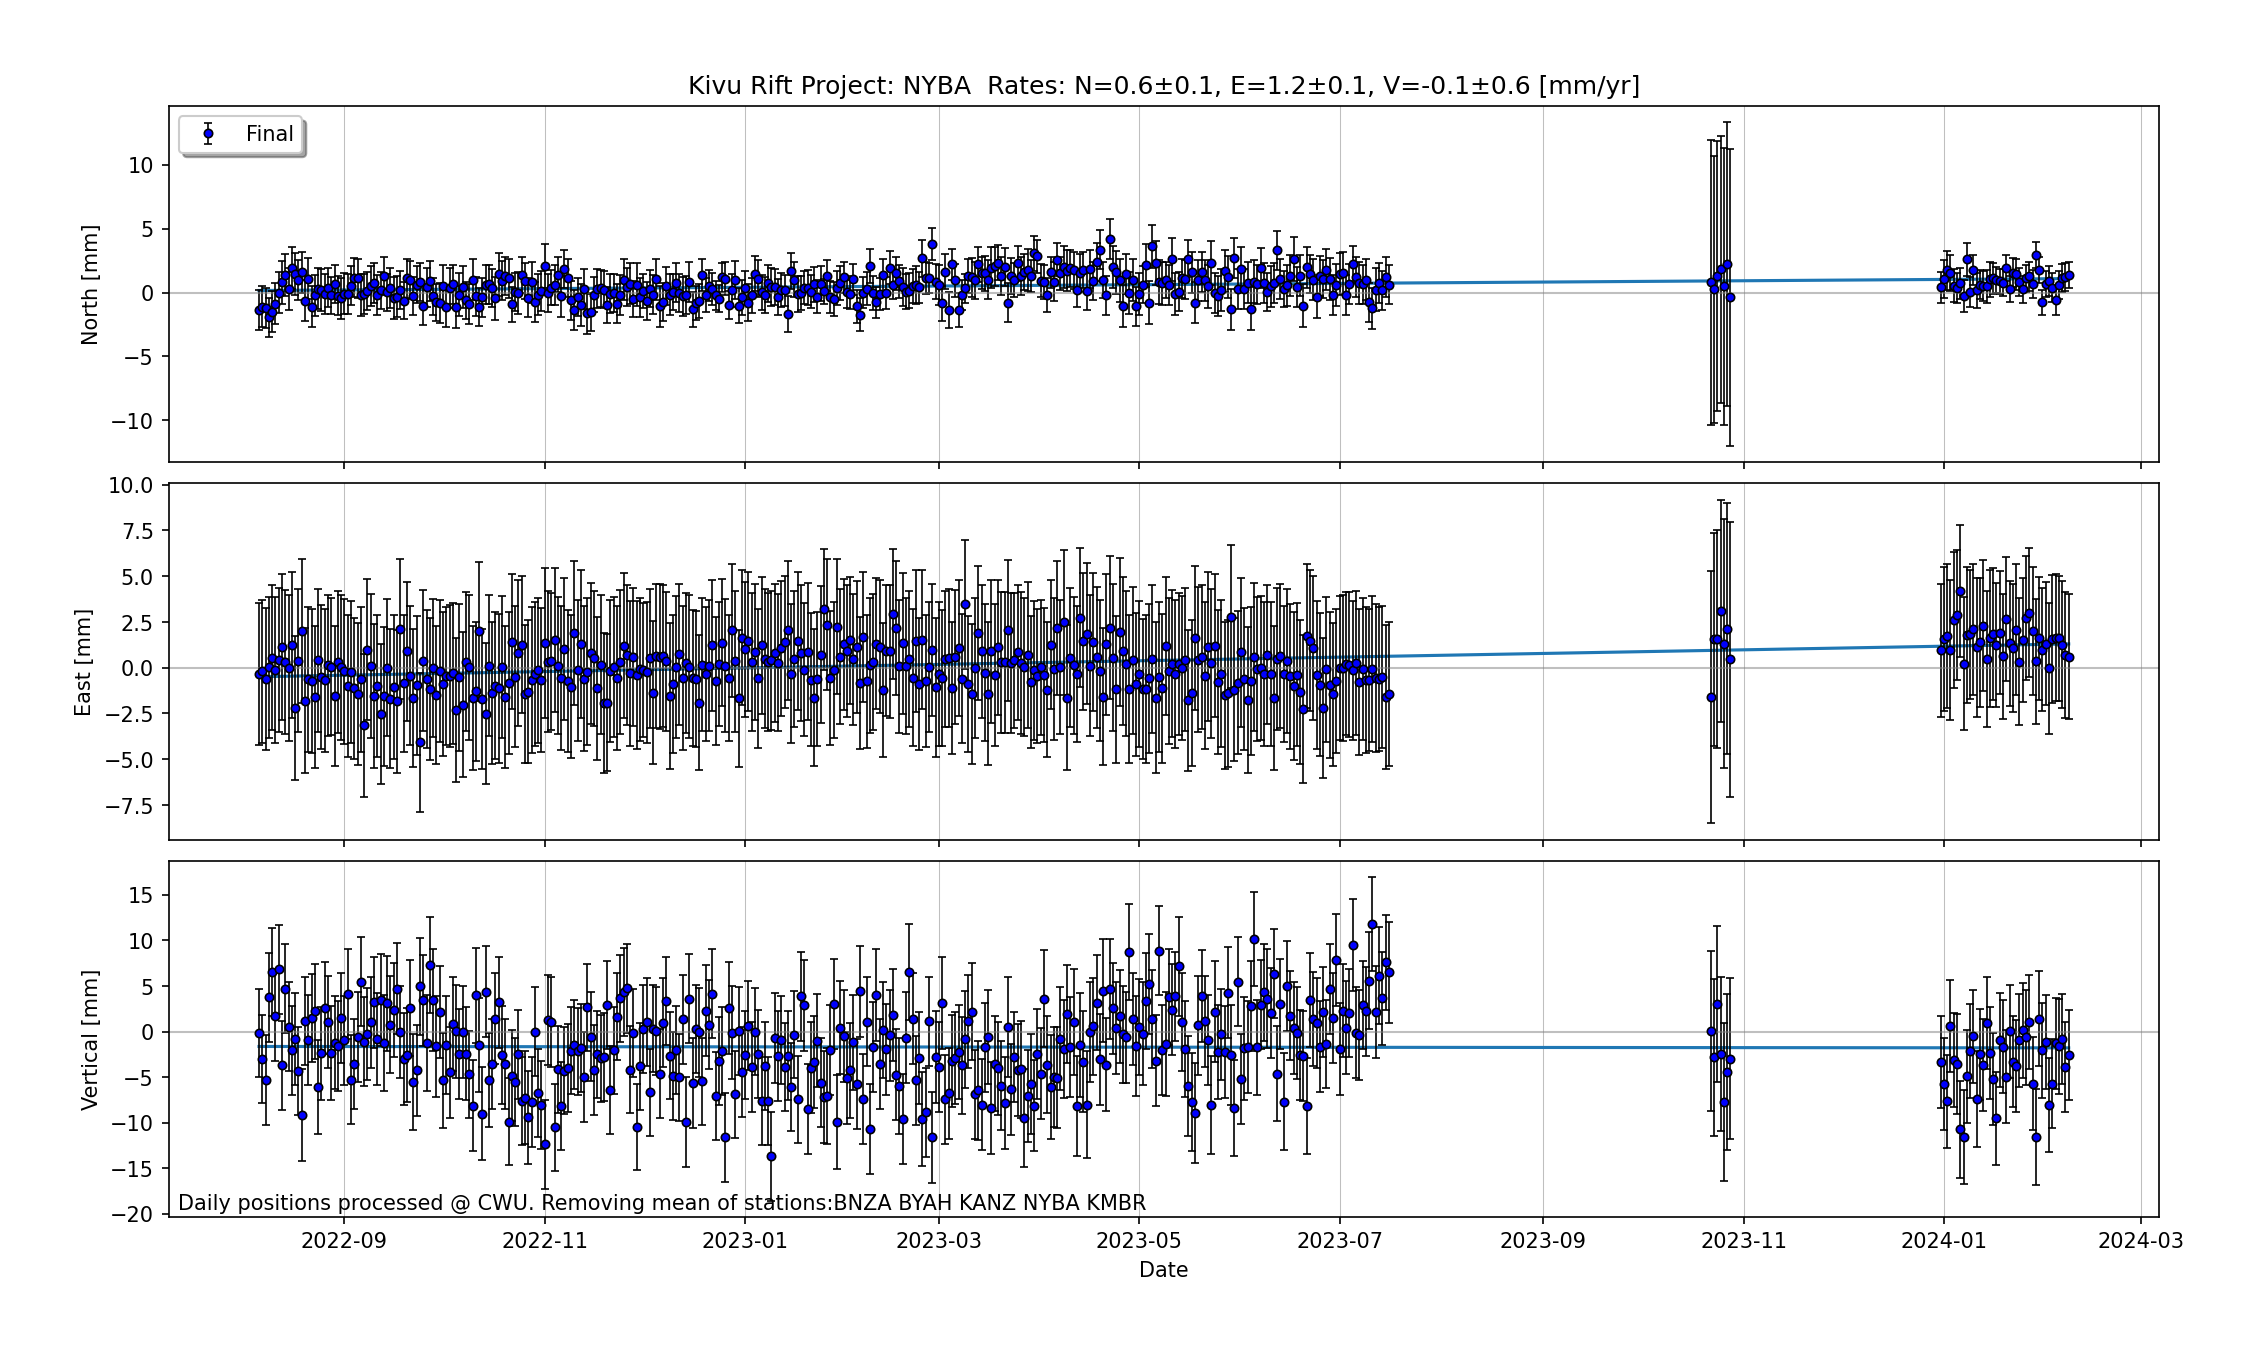 Kivu Rift Project: NYBA  Rates: N=0.6±0.1, E=1.2±0.1, V=-0.1±0.6 [mm/yr]
Final
North [mm]
10
5
0
−5
−10
East [mm]
10.0
7.5
5.0
2.5
0.0
−2.5
−5.0
−7.5
Vertical [mm]
15
10
5
0
−5
−10
−15
−20
Daily positions processed @ CWU. Removing mean of stations:BNZA BYAH KANZ NYBA KMBR
2022-09 2022-11 2023-01 2023-03 2023-05 2023-07 2023-09 2023-11 2024-01 2024-03
Date